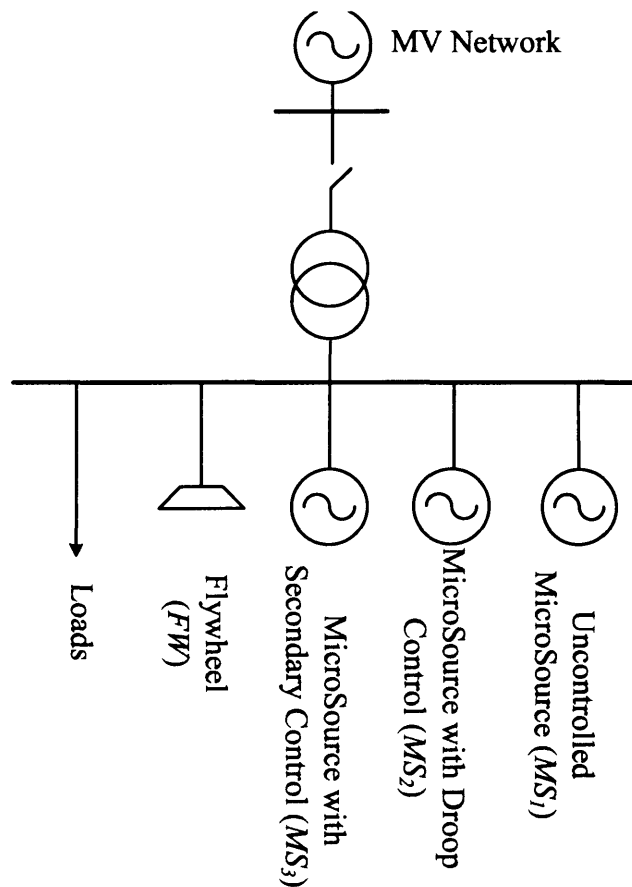 MV Network
Loads
Flywheel
(FW)
MicroSource with
Secondary Control (MS3)
MicroSource with Droop
Control (MS2)
Uncontrolled
MicroSource (MS1)